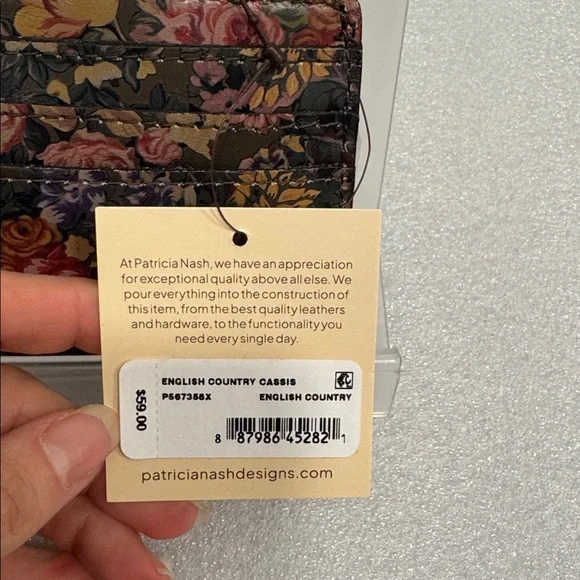 At Patricia Nash, we have an appreciation
for exceptional quality above all else. We
pour everything into the construction of
this item, from the best quality leathers
and hardware, to the functionality you
need every single day.
$59.00
ENGLISH COUNTRY CASSIS
P567358X ENGLISH COUNTRY
8 87986 45282 1
patricianashdesigns.com